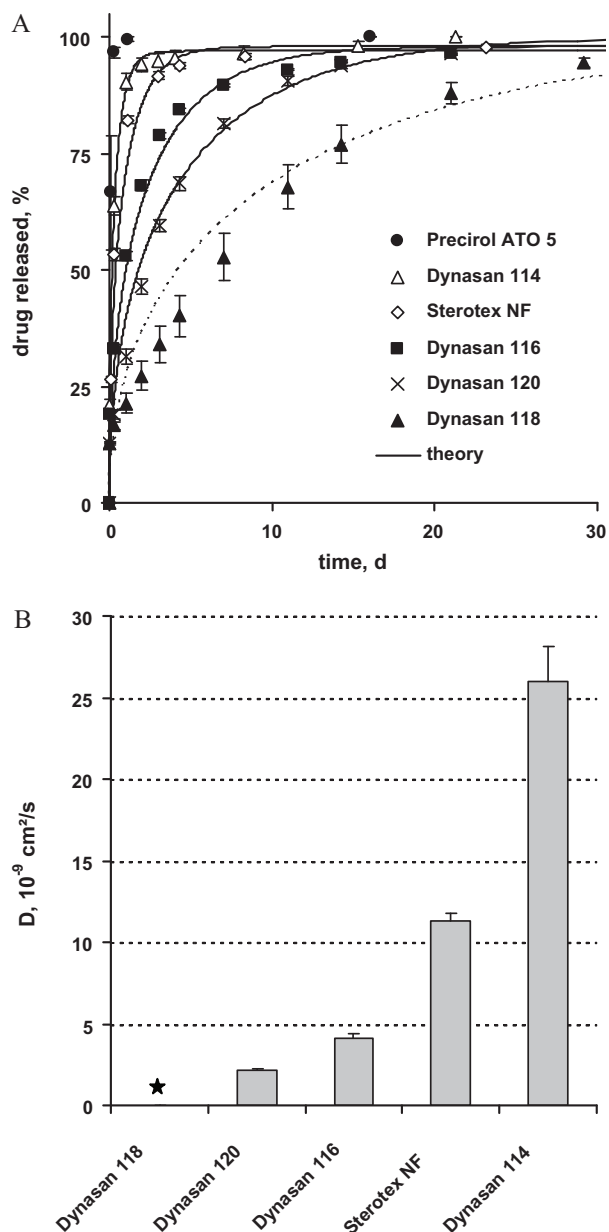 A
100
75
50
25
0
drug released, %
Precirol ATO 5
Dynasan 114
Sterotex NF
Dynasan 116
Dynasan 120
Dynasan 118
theory
0 10 20 30
time, d
B
30
25
20
15
10
5
0
D, 10⁻⁹ cm²/s
Dynasan 118
Dynasan 120
Dynasan 116
Sterotex NF
Dynasan 114